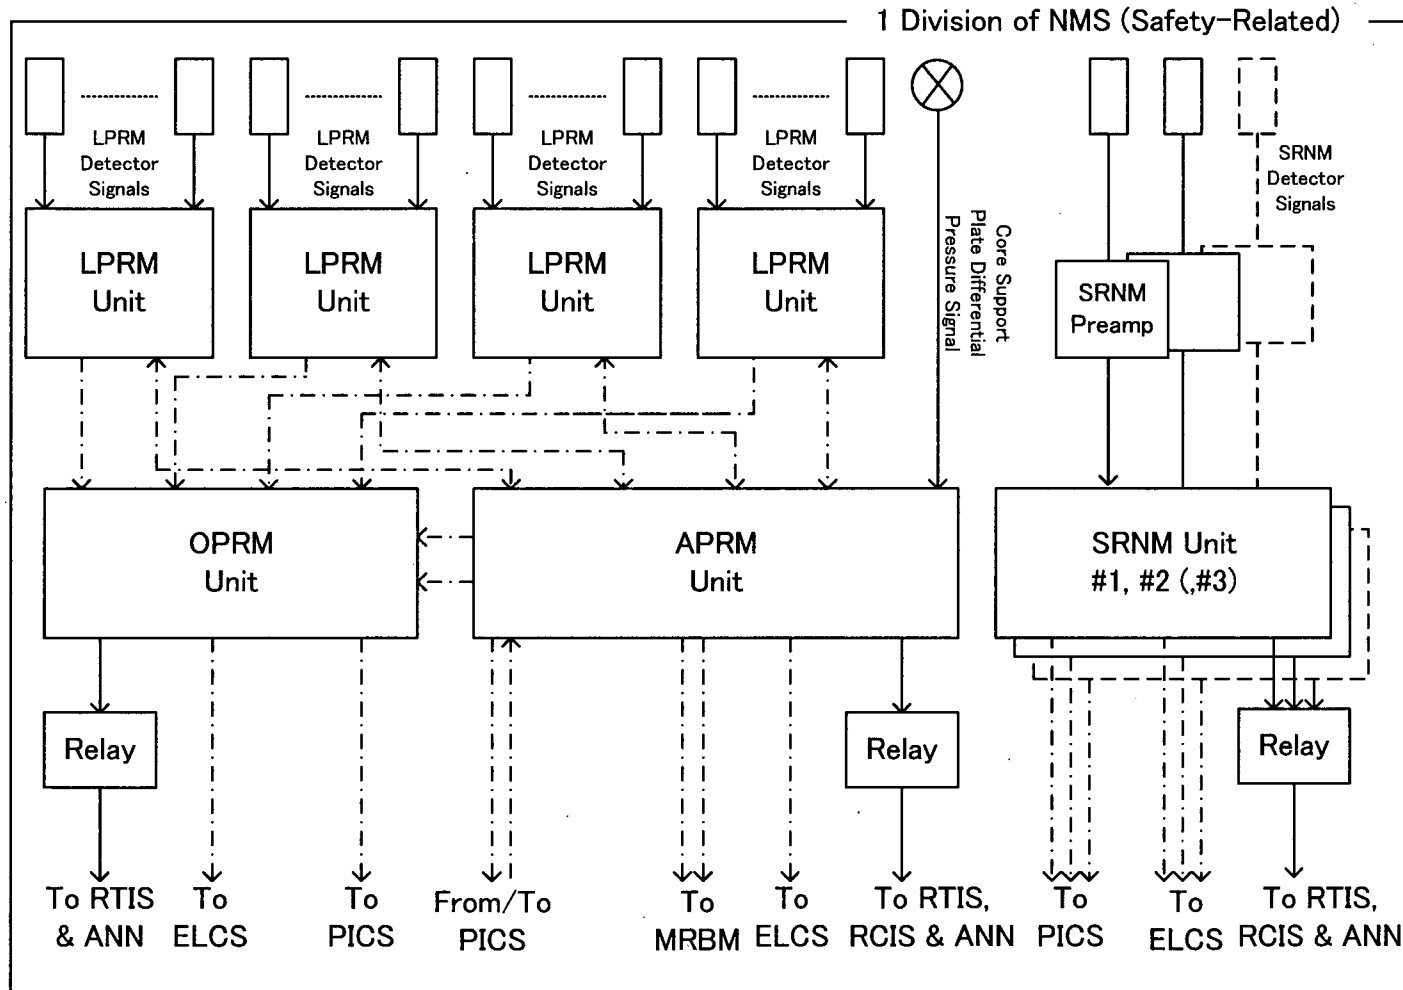 1 Division of NMS (Safety-Related)
LPRM
Detector
Signals
LPRM
Detector
Signals
LPRM
Detector
Signals
LPRM
Detector
Signals
SRNM
Detector
Signals
Core Support
Plate Differential
Pressure Signal
LPRM
Unit
LPRM
Unit
LPRM
Unit
LPRM
Unit
SRNM
Preamp
OPRM
Unit
APRM
Unit
SRNM Unit
#1, #2 (,#3)
Relay
Relay
Relay
To RTIS
& ANN
To
ELCS
To
PICS
From/To
PICS
To
MRBM
To
ELCS
To RTIS,
RCIS & ANN
To
PICS
To
ELCS
To RTIS,
RCIS & ANN